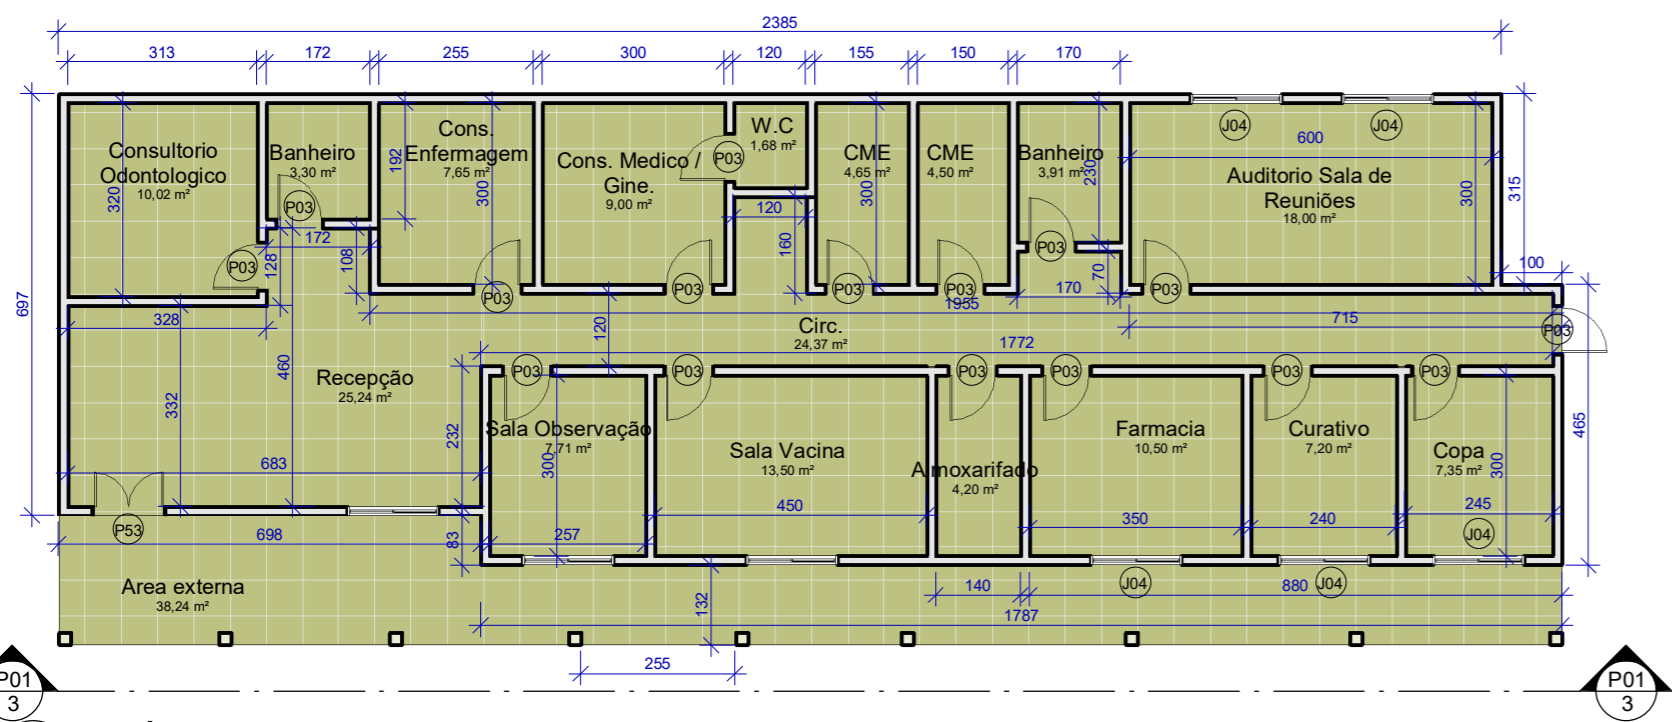 2385
313
172
255
300
120
155
150
170
Consultorio
Odontologico
10,02 m²
320
Banheiro
3,30 m²
P03
172
P03
128
108
192
Cons.
Enfermagem
7,65 m²
300
P03
Cons. Medico /
Gine.
9,00 m²
P03
W.C
1,68 m²
P03
120
160
CME
4,65 m²
300
P03
CME
4,50 m²
P03
Banheiro
3,91 m²
230
P03
70
170
J04
J04
600
Auditorio Sala de
Reuniões
18,00 m²
300
315
P03
100
697
328
1955
715
P03
Circ.
24,37 m²
120
1772
460
Recepção
25,24 m²
332
232
683
P03
P03
P03
P03
P03
P03
Sala Observação
7,71 m²
300
Sala Vacina
13,50 m²
Almoxarifado
4,20 m²
Farmacia
10,50 m²
Curativo
7,20 m²
Copa
7,35 m²
300
465
245
450
350
240
J04
P53
698
83
257
Area externa
38,24 m²
132
140
J04
J04
880
1787
255
P01
3
P01
3